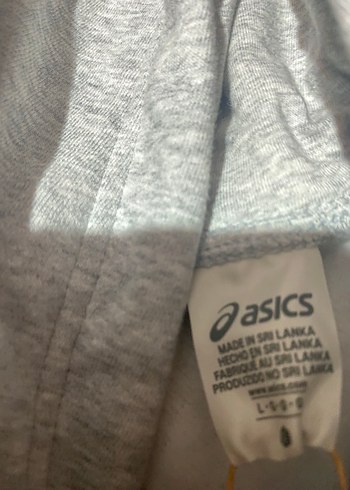 asics
MADE IN SRI LANKA
HECHO EN SRI LANKA
FABRIQUÉ AU SRI LANKA
PRODUZIDO NO SRI LANKA
www.asics.com